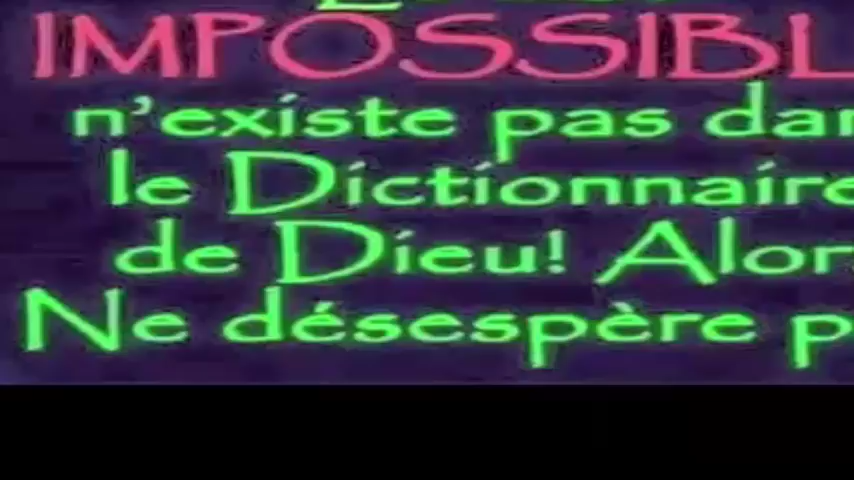 IMPOSSIBL
n'existe pas dan
le Dictionnaire
de Dieu! Alor
Ne désespère p